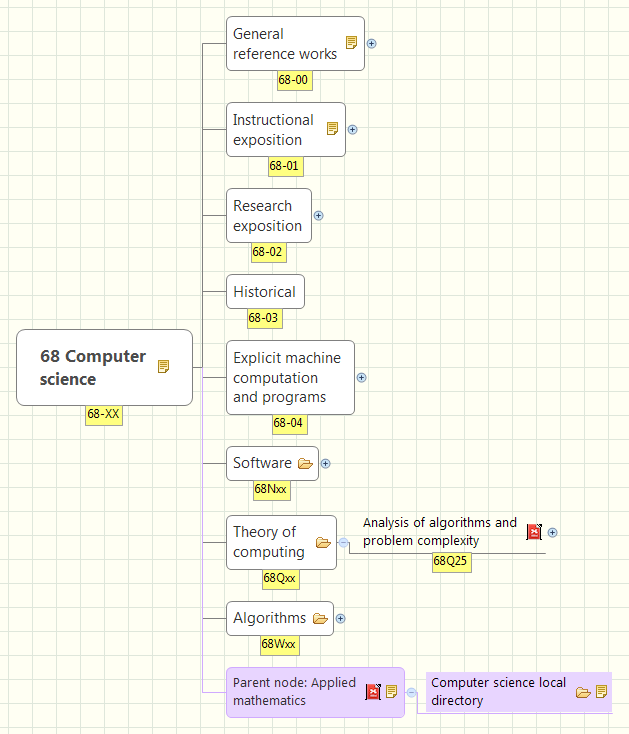 General
reference works
68-00
Instructional
exposition
68-01
Research
exposition
68-02
Historical
68-03
68 Computer
science
68-XX
Explicit machine
computation
and programs
68-04
Software
68Nxx
Theory of
computing
68Qxx
Analysis of algorithms and
problem complexity
68Q25
Algorithms
68Wxx
Parent node: Applied
mathematics
Computer science local
directory